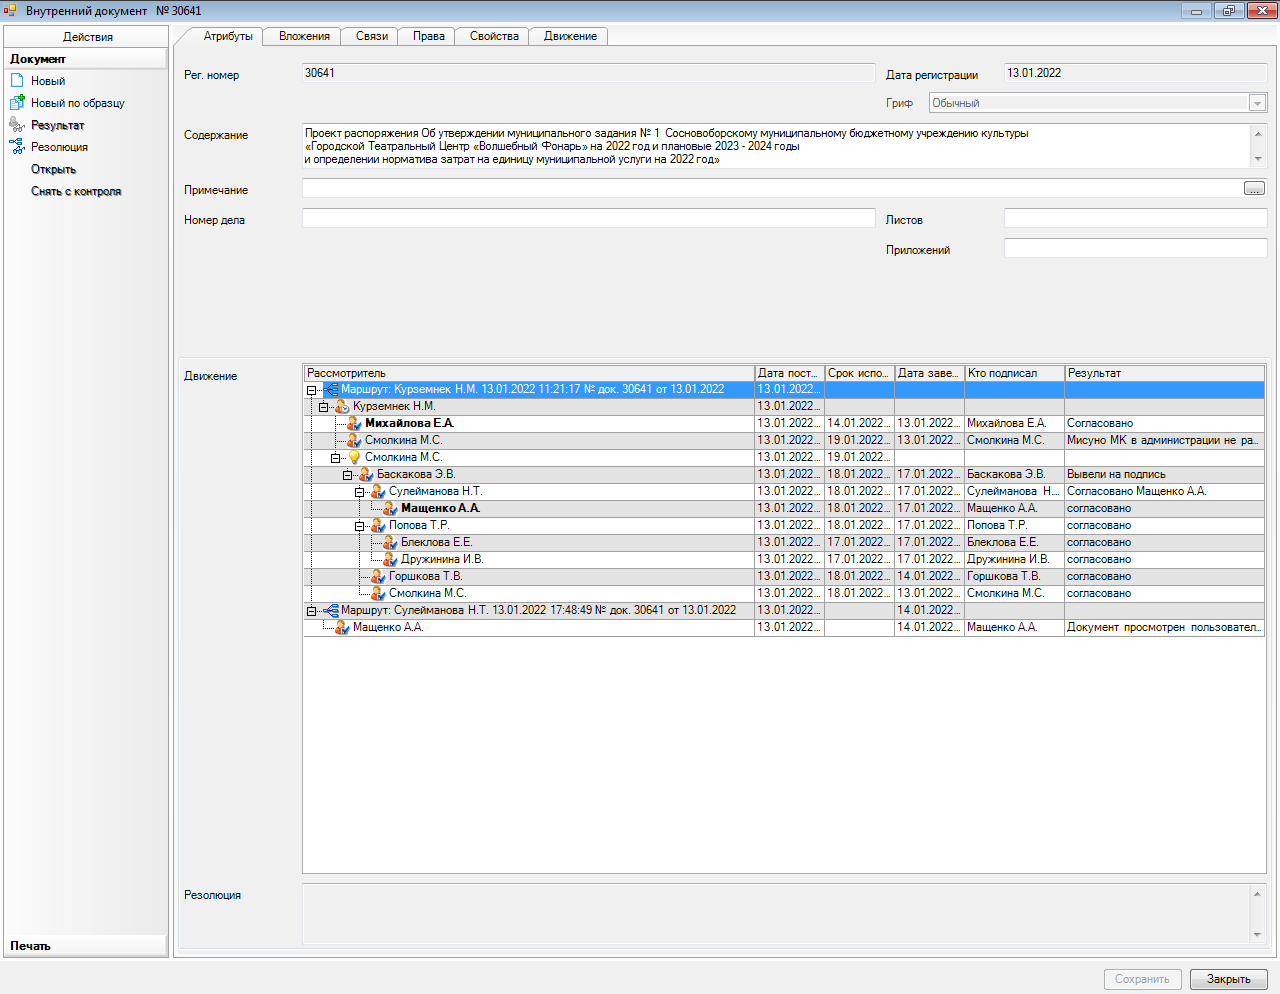 Внутренний документ № 30641
Действия
Документ
Новый
Новый по образцу
Результат
Резолюция
Открыть
Снять с контроля
Печать
Атрибуты Вложения Связи Права Свойства Движение
Рег. номер 30641 Дата регистрации 13.01.2022
Гриф Обычный
Содержание
Проект распоряжения Об утверждении муниципального задания № 1 Сосновоборскому муниципальному бюджетному учреждению культуры
«Городской Театральный Центр «Волшебный Фонарь» на 2022 год и плановые 2023 - 2024 годы
и определении норматива затрат на единицу муниципальной услуги на 2022 год»
Примечание ...
Номер дела Листов
Приложений
Движение
Рассмотритель Дата пост... Срок испо... Дата заве... Кто подписал Результат
Маршрут: Курземнек Н.М. 13.01.2022 11:21:17 № док. 30641 от 13.01.2022 13.01.2022...
Курземнек Н.М. 13.01.2022...
Михайлова Е.А. 13.01.2022... 14.01.2022... 13.01.2022... Михайлова Е.А. Согласовано
Смолкина М.С. 13.01.2022... 19.01.2022... 13.01.2022... Смолкина М.С. Мисуно МК в администрации не ра...
Смолкина М.С. 13.01.2022... 19.01.2022...
Баскакова Э.В. 13.01.2022... 18.01.2022... 17.01.2022... Баскакова Э.В. Вывели на подпись
Сулейманова Н.Т. 13.01.2022... 18.01.2022... 17.01.2022... Сулейманова Н.... Согласовано Мащенко А.А.
Мащенко А.А. 13.01.2022... 18.01.2022... 17.01.2022... Мащенко А.А. согласовано
Попова Т.Р. 13.01.2022... 18.01.2022... 17.01.2022... Попова Т.Р. согласовано
Блеклова Е.Е. 13.01.2022... 17.01.2022... 17.01.2022... Блеклова Е.Е. согласовано
Дружинина И.В. 13.01.2022... 17.01.2022... 17.01.2022... Дружинина И.В. согласовано
Горшкова Т.В. 13.01.2022... 18.01.2022... 14.01.2022... Горшкова Т.В. согласовано
Смолкина М.С. 13.01.2022... 18.01.2022... 13.01.2022... Смолкина М.С. согласовано
Маршрут: Сулейманова Н.Т. 13.01.2022 17:48:49 № док. 30641 от 13.01.2022 13.01.2022... 14.01.2022...
Мащенко А.А. 13.01.2022... 14.01.2022... Мащенко А.А. Документ просмотрен пользовател...
Резолюция
Сохранить Закрыть